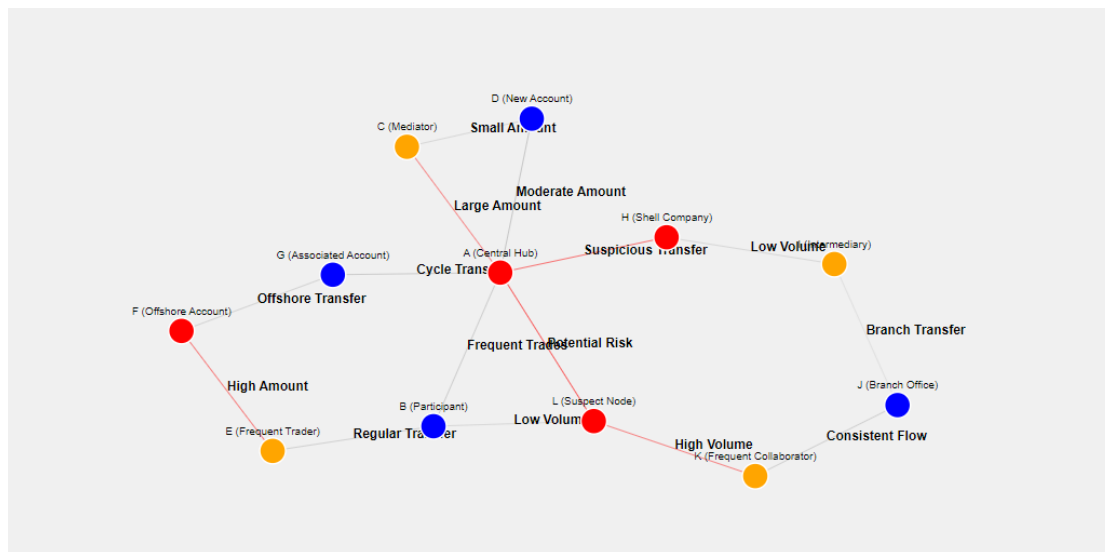 D (New Account)
C (Mediator)
Small Amount
Moderate Amount
Large Amount
H (Shell Company)
A (Central Hub)
Suspicious Transfer
Low Volume
(Intermediary)
G (Associated Account)
Cycle Trans
Offshore Transfer
F (Offshore Account)
Branch Transfer
Frequent Trades
Potential Risk
High Amount
J (Branch Office)
B (Participant)
L (Suspect Node)
E (Frequent Trader)
Regular Transfer
Low Volume
Consistent Flow
High Volume
K (Frequent Collaborator)